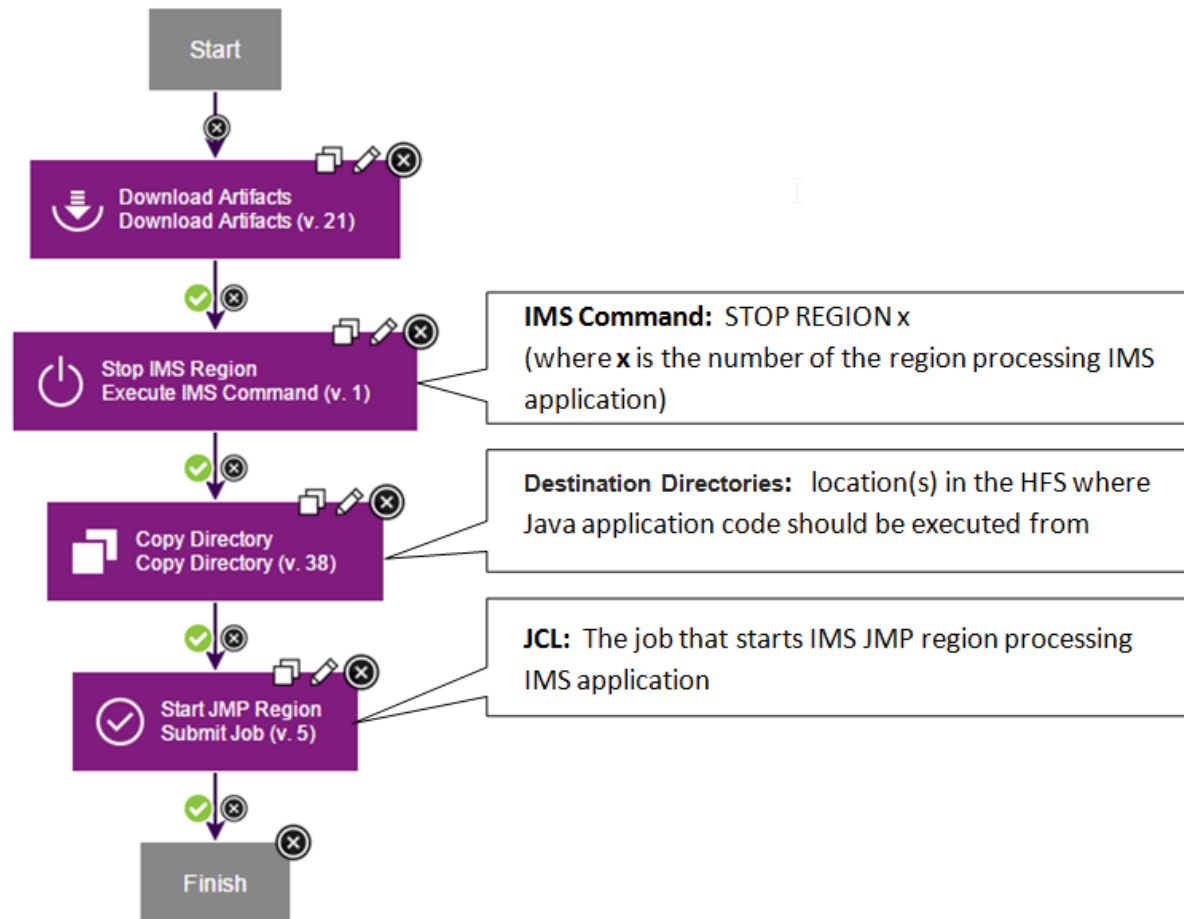 Start
Download Artifacts
Download Artifacts (v. 21)
Stop IMS Region
Execute IMS Command (v. 1)
IMS Command: STOP REGION x
(where x is the number of the region processing IMS
application)
Copy Directory
Copy Directory (v. 38)
Destination Directories: location(s) in the HFS where
Java application code should be executed from
Start JMP Region
Submit Job (v. 5)
JCL: The job that starts IMS JMP region processing
IMS application
Finish